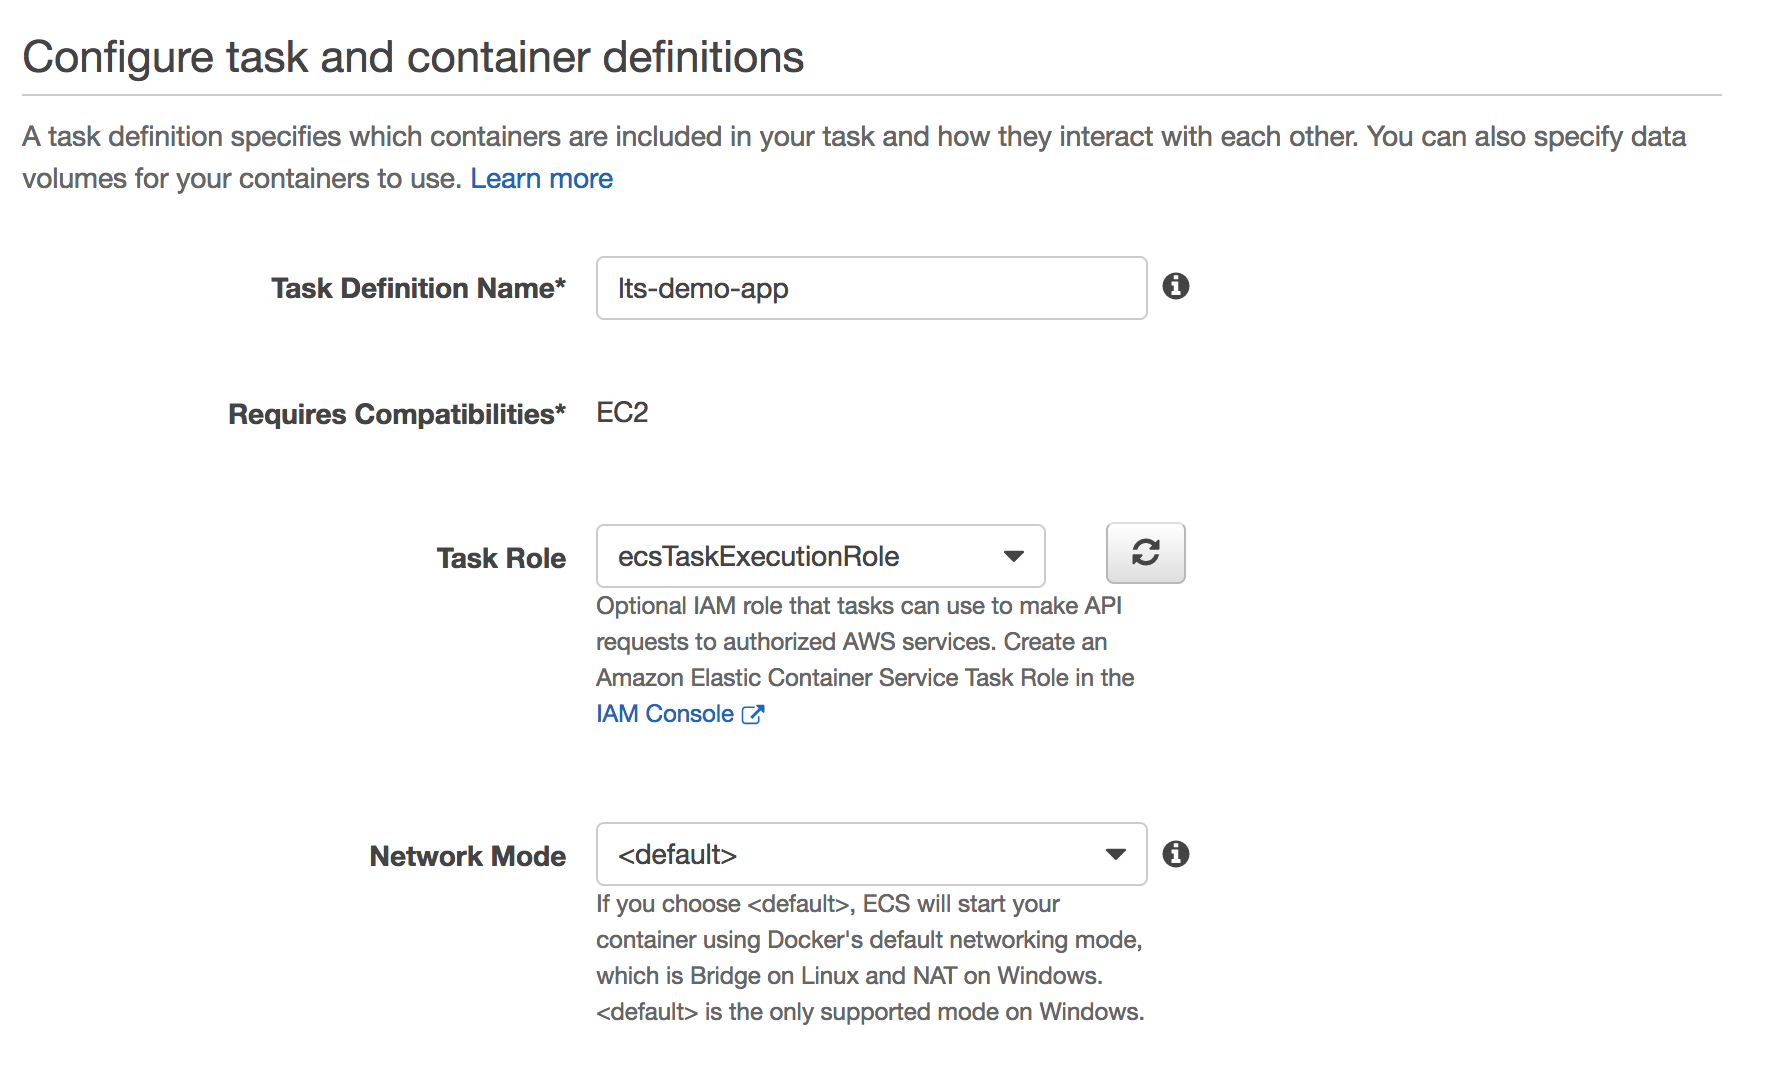 Configure task and container definitions
A task definition specifies which containers are included in your task and how they interact with each other. You can also specify data
volumes for your containers to use. Learn more
Task Definition Name* lts-demo-app
Requires Compatibilities* EC2
Task Role ecsTaskExecutionRole
Optional IAM role that tasks can use to make API
requests to authorized AWS services. Create an
Amazon Elastic Container Service Task Role in the
IAM Console
Network Mode <default>
If you choose <default>, ECS will start your
container using Docker's default networking mode,
which is Bridge on Linux and NAT on Windows.
<default> is the only supported mode on Windows.